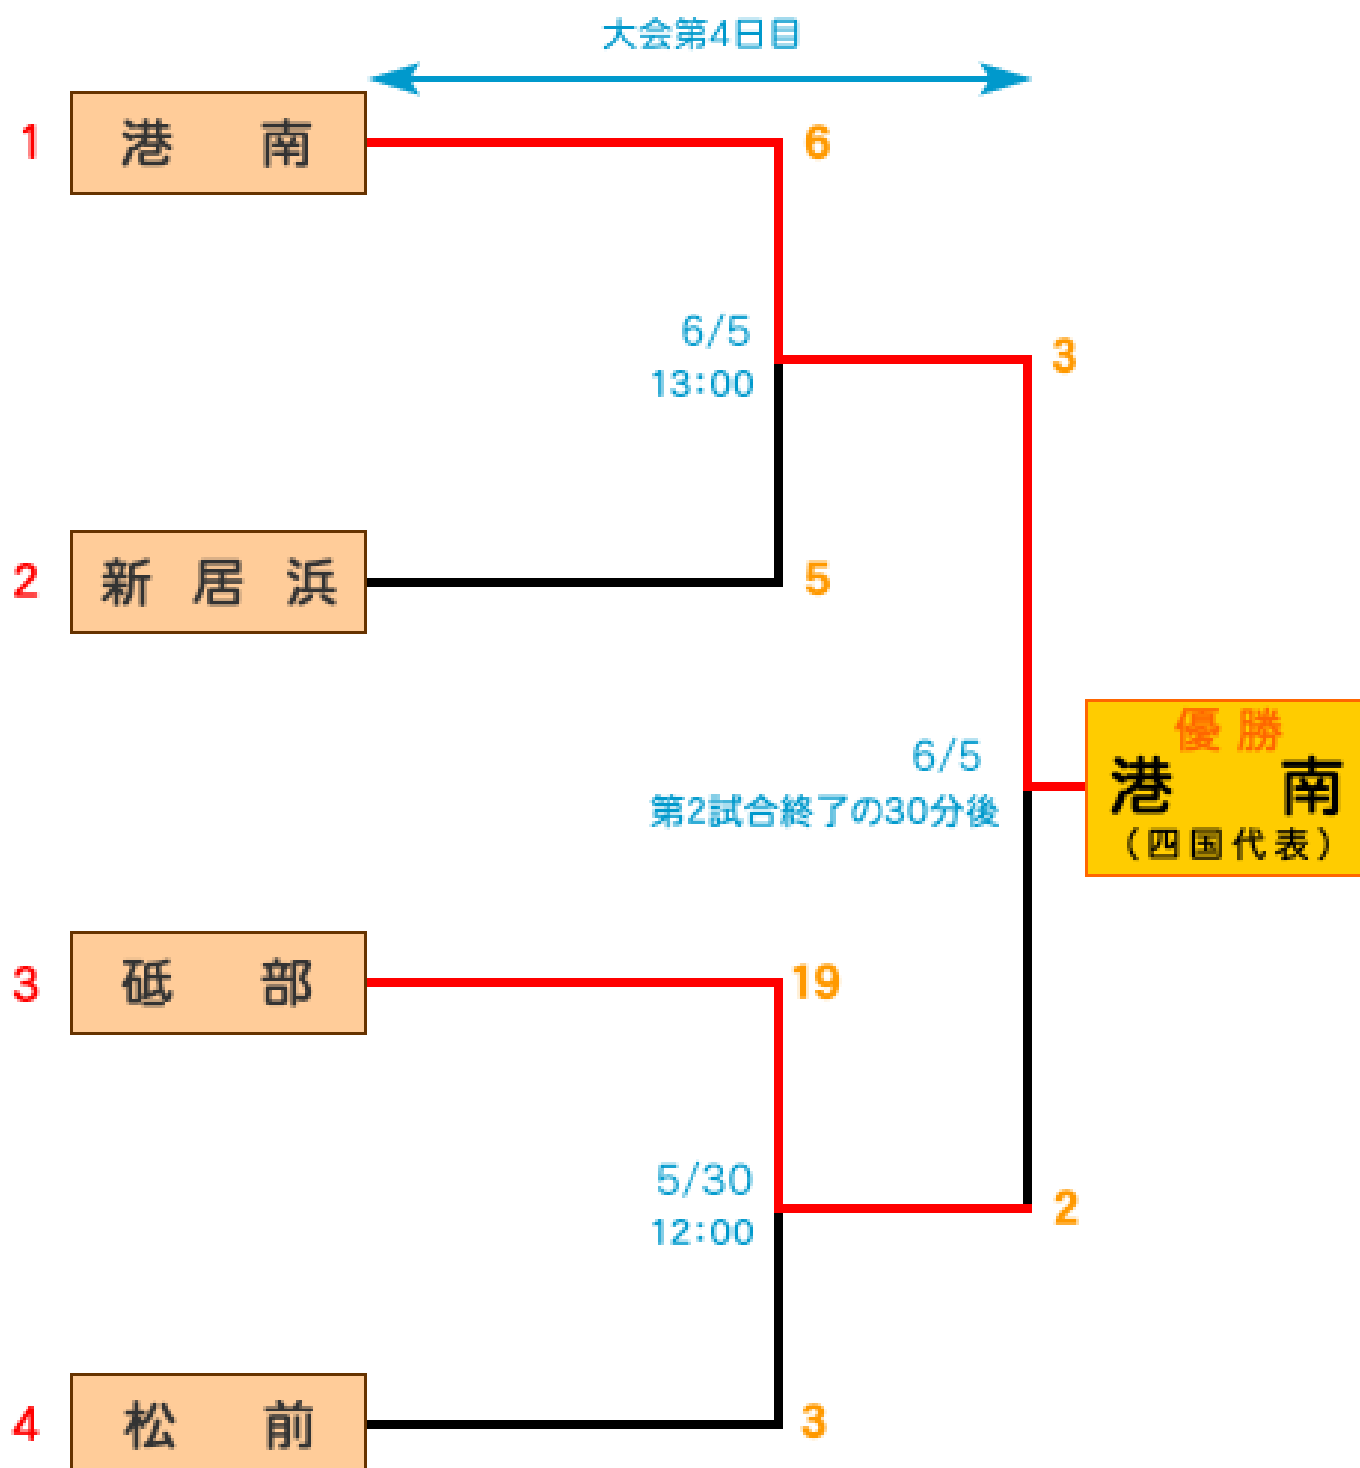 大会第4日目
1 港 南 6
6/5
13:00
3
2 新居浜 5
優勝
港 南
(四国代表)
6/5
第2試合終了の30分後
3 砥 部 19
5/30
12:00
2
4 松 前 3